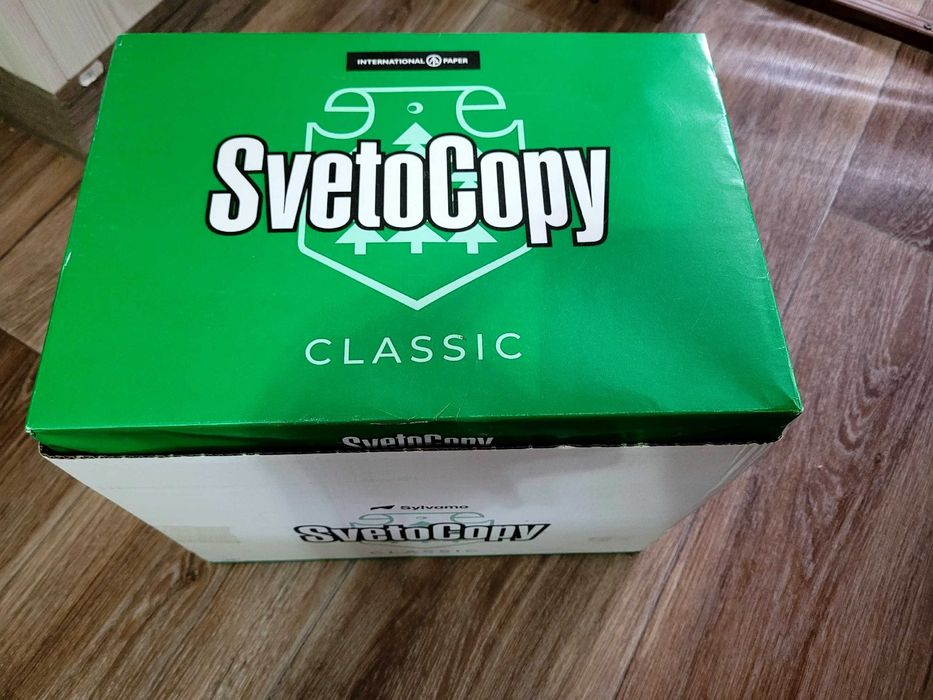 INTERNATIONAL PAPER
SvetoCopy
CLASSIC
SvetoCopy
Sylvamo
SvetoCopy
CLASSIC